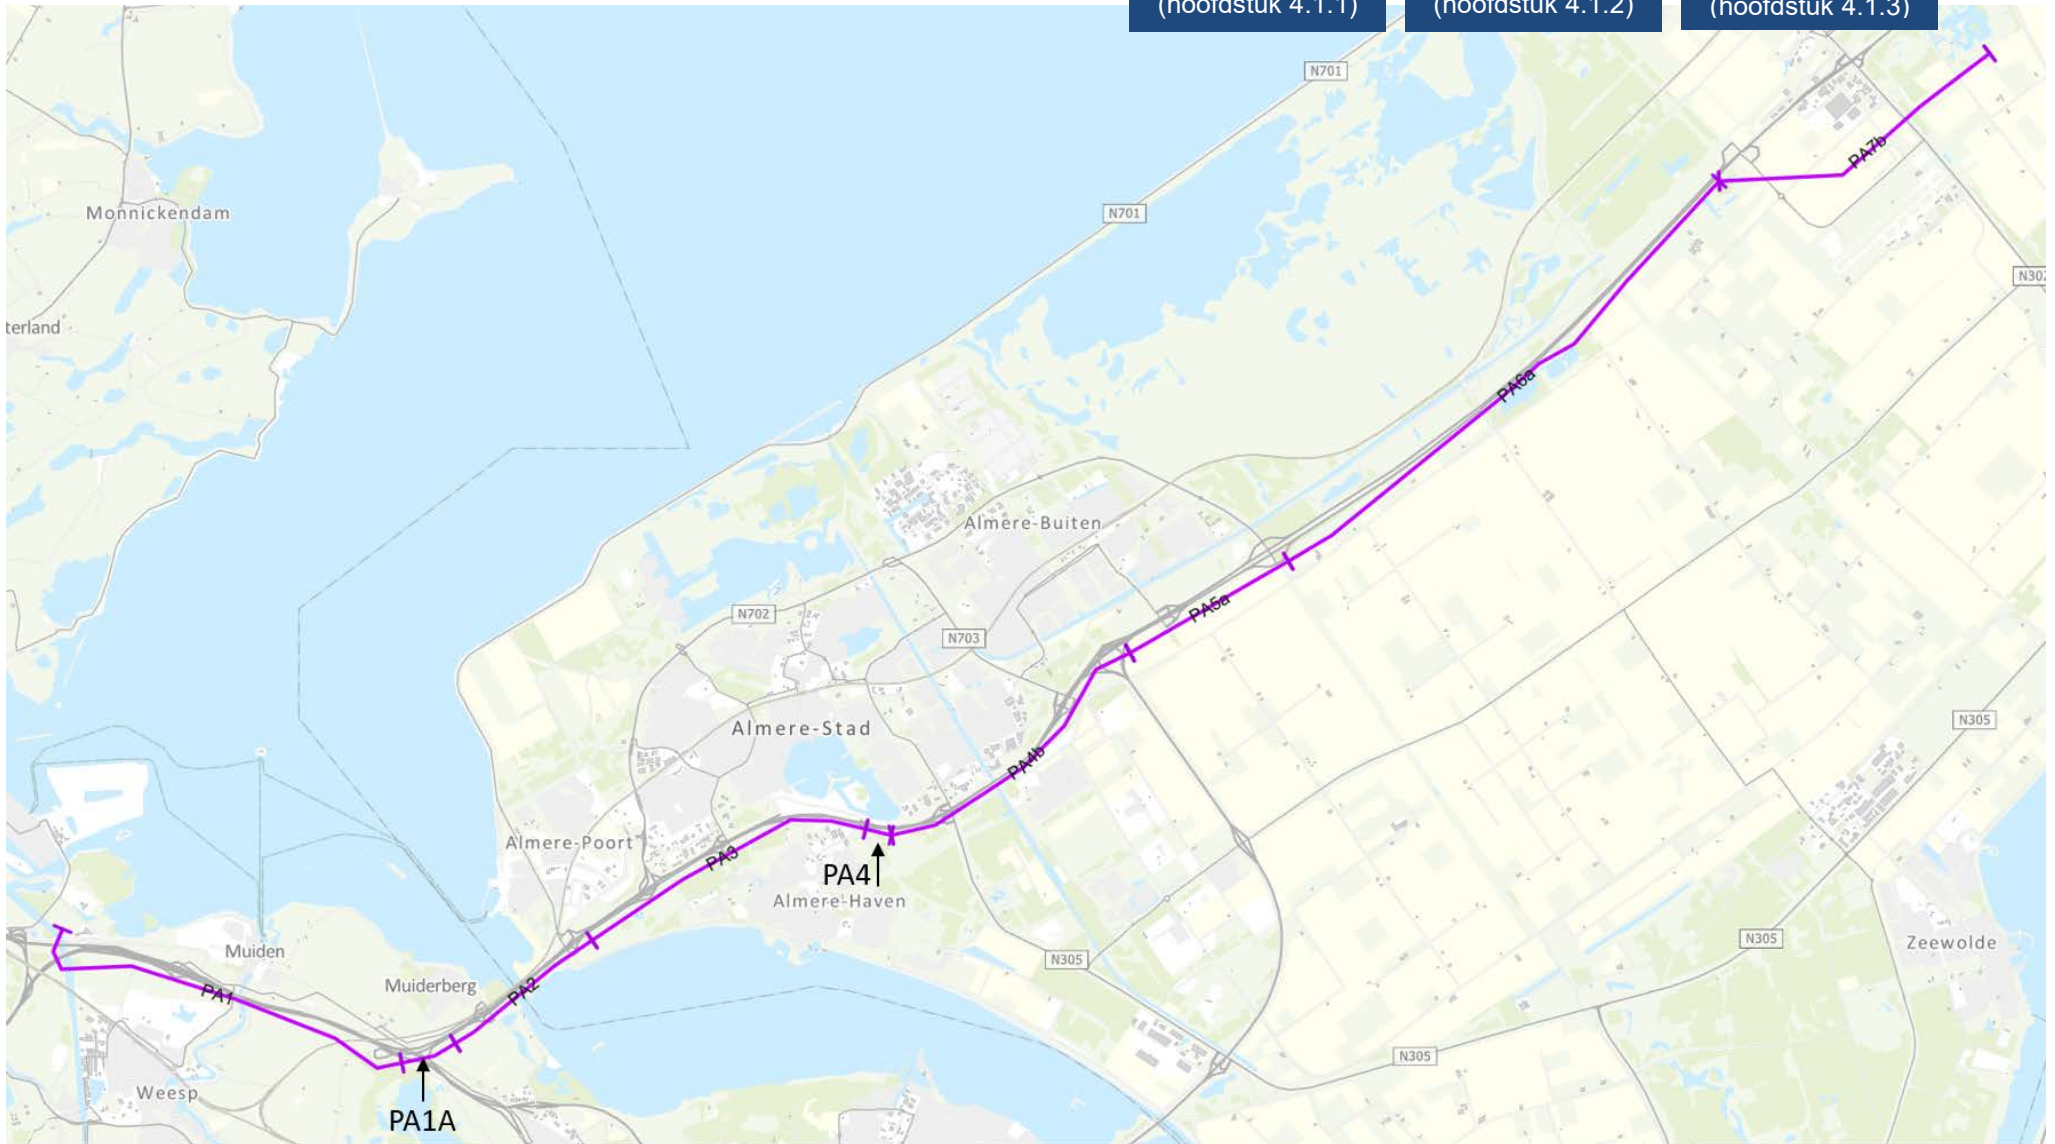 (hoofdstuk 4.1.1) (hoofdstuk 4.1.2) (hoofdstuk 4.1.3)
N701
PA7b
N701
Monnickendam
N302
terland
PA6a
Almere-Buiten
PA5a
N702
N703
N305
Almere-Stad
PA4b
Almere-Poort
PA3
PA4
Almere-Haven
N305
Zeewolde
Muiden
N305
Muiderberg
PA2
PA1
N305
Weesp
PA1A